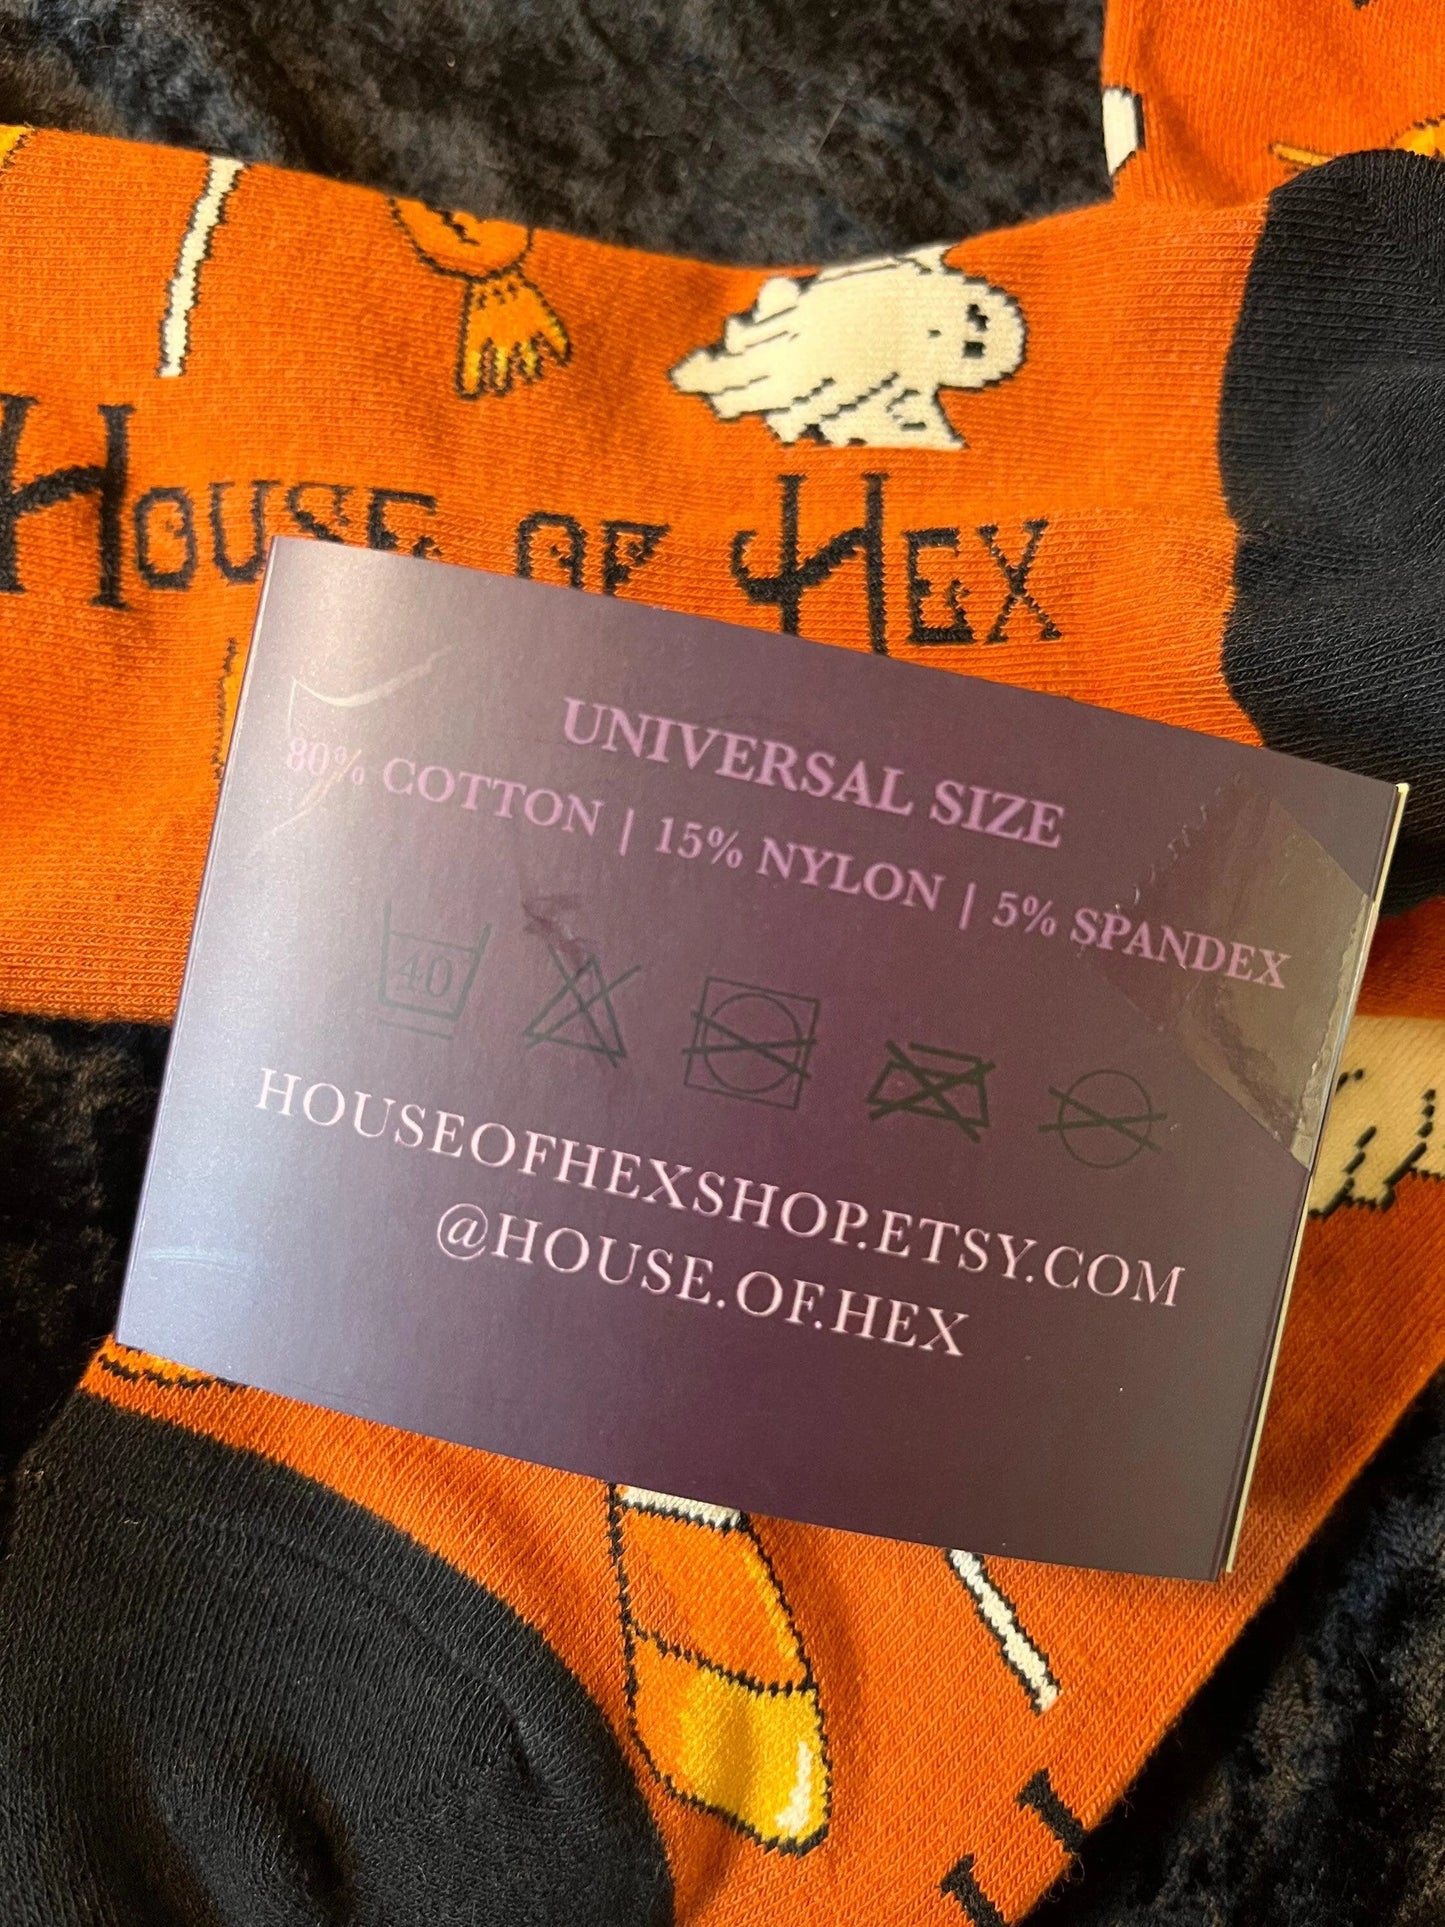 House of Hex
UNIVERSAL SIZE
80% COTTON | 15% NYLON | 5% SPANDEX
40
HOUSEOFHEXSHOP.ETSY.COM
@HOUSE.OF.HEX